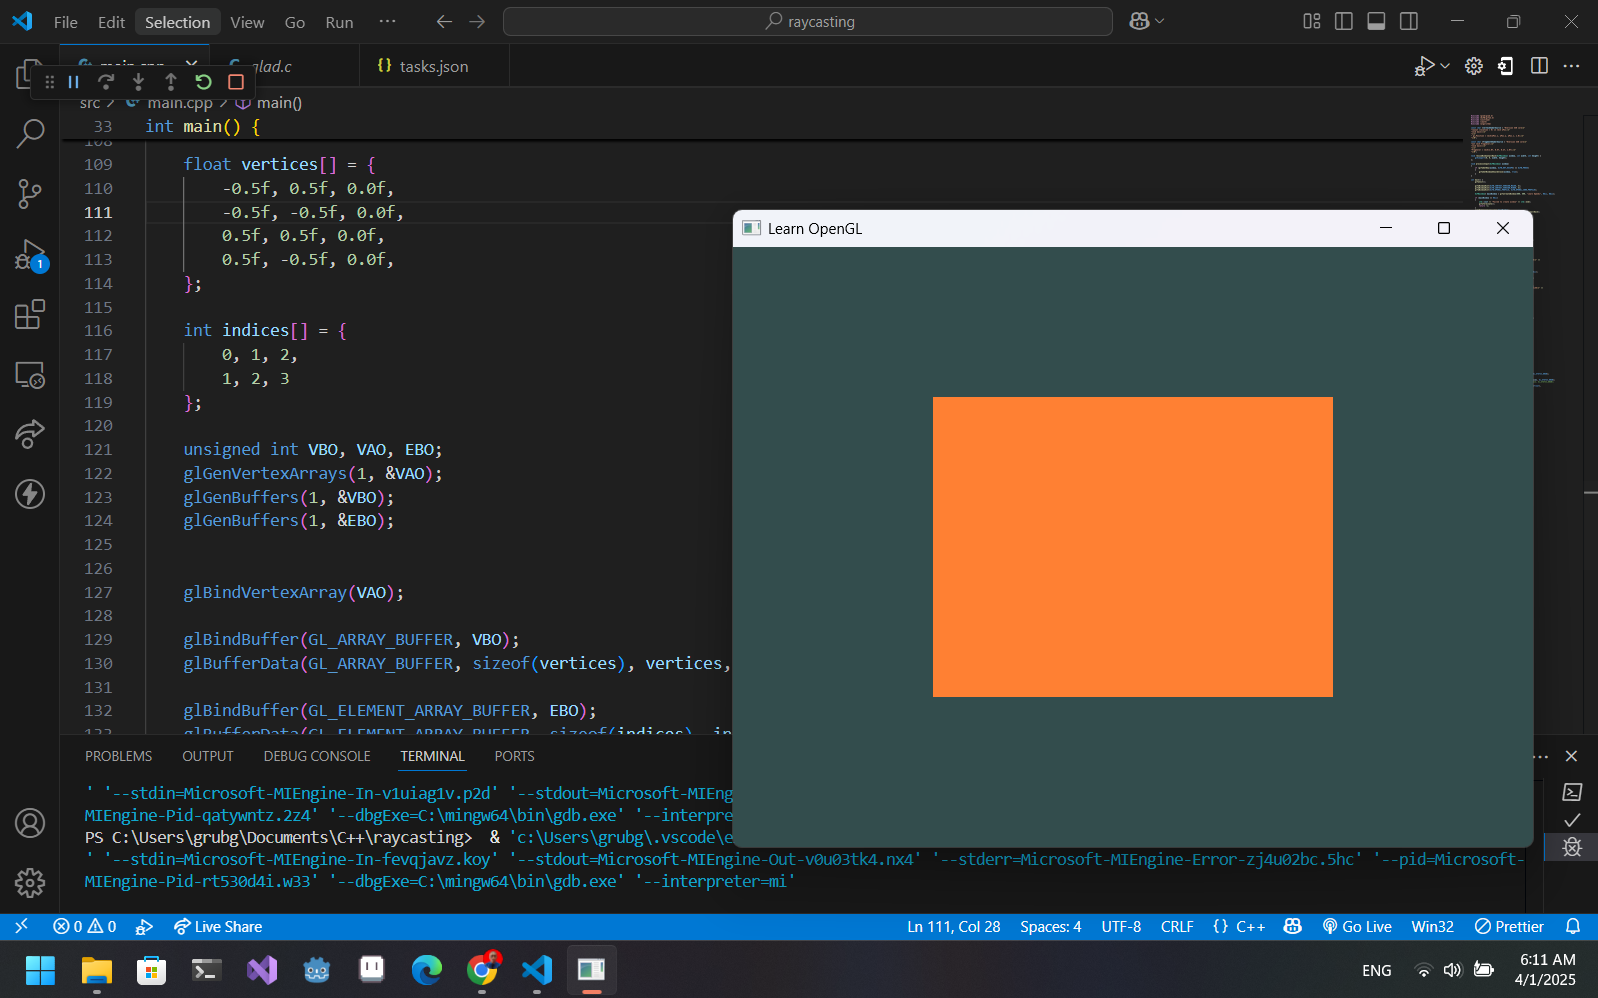 File Edit Selection View Go Run ··· raycasting
main.cpp glad.c {} tasks.json
src > main.cpp > main()
33 int main() {
108
109 float vertices[] = {
110 -0.5f, 0.5f, 0.0f,
111 -0.5f, -0.5f, 0.0f,
112 0.5f, 0.5f, 0.0f,
113 0.5f, -0.5f, 0.0f,
114 };
115
116 int indices[] = {
117 0, 1, 2,
118 1, 2, 3
119 };
120
121 unsigned int VBO, VAO, EBO;
122 glGenVertexArrays(1, &VAO);
123 glGenBuffers(1, &VBO);
124 glGenBuffers(1, &EBO);
125
126
127 glBindVertexArray(VAO);
128
129 glBindBuffer(GL_ARRAY_BUFFER, VBO);
130 glBufferData(GL_ARRAY_BUFFER, sizeof(vertices), vertices,
131
132 glBindBuffer(GL_ELEMENT_ARRAY_BUFFER, EBO);
133 glBufferData(GL_ELEMENT_ARRAY_BUFFER, sizeof(indices), in
Learn OpenGL
1
PROBLEMS OUTPUT DEBUG CONSOLE TERMINAL PORTS
' '--stdin=Microsoft-MIEngine-In-v1uiag1v.p2d' '--stdout=Microsoft-MIEng
MIEngine-Pid-qatywntz.2z4' '--dbgExe=C:\mingw64\bin\gdb.exe' '--interpre
PS C:\Users\grubg\Documents\C++\raycasting> & 'c:\Users\grubg\.vscode\e
' '--stdin=Microsoft-MIEngine-In-fevqjavz.koy' '--stdout=Microsoft-MIEngine-Out-v0u03tk4.nx4' '--stderr=Microsoft-MIEngine-Error-zj4u02bc.5hc' '--pid=Microsoft-
MIEngine-Pid-rt530d4i.w33' '--dbgExe=C:\mingw64\bin\gdb.exe' '--interpreter=mi'
0 0 Live Share Ln 111, Col 28 Spaces: 4 UTF-8 CRLF {} C++ Go Live Win32 Prettier
ENG 6:11 AM
4/1/2025